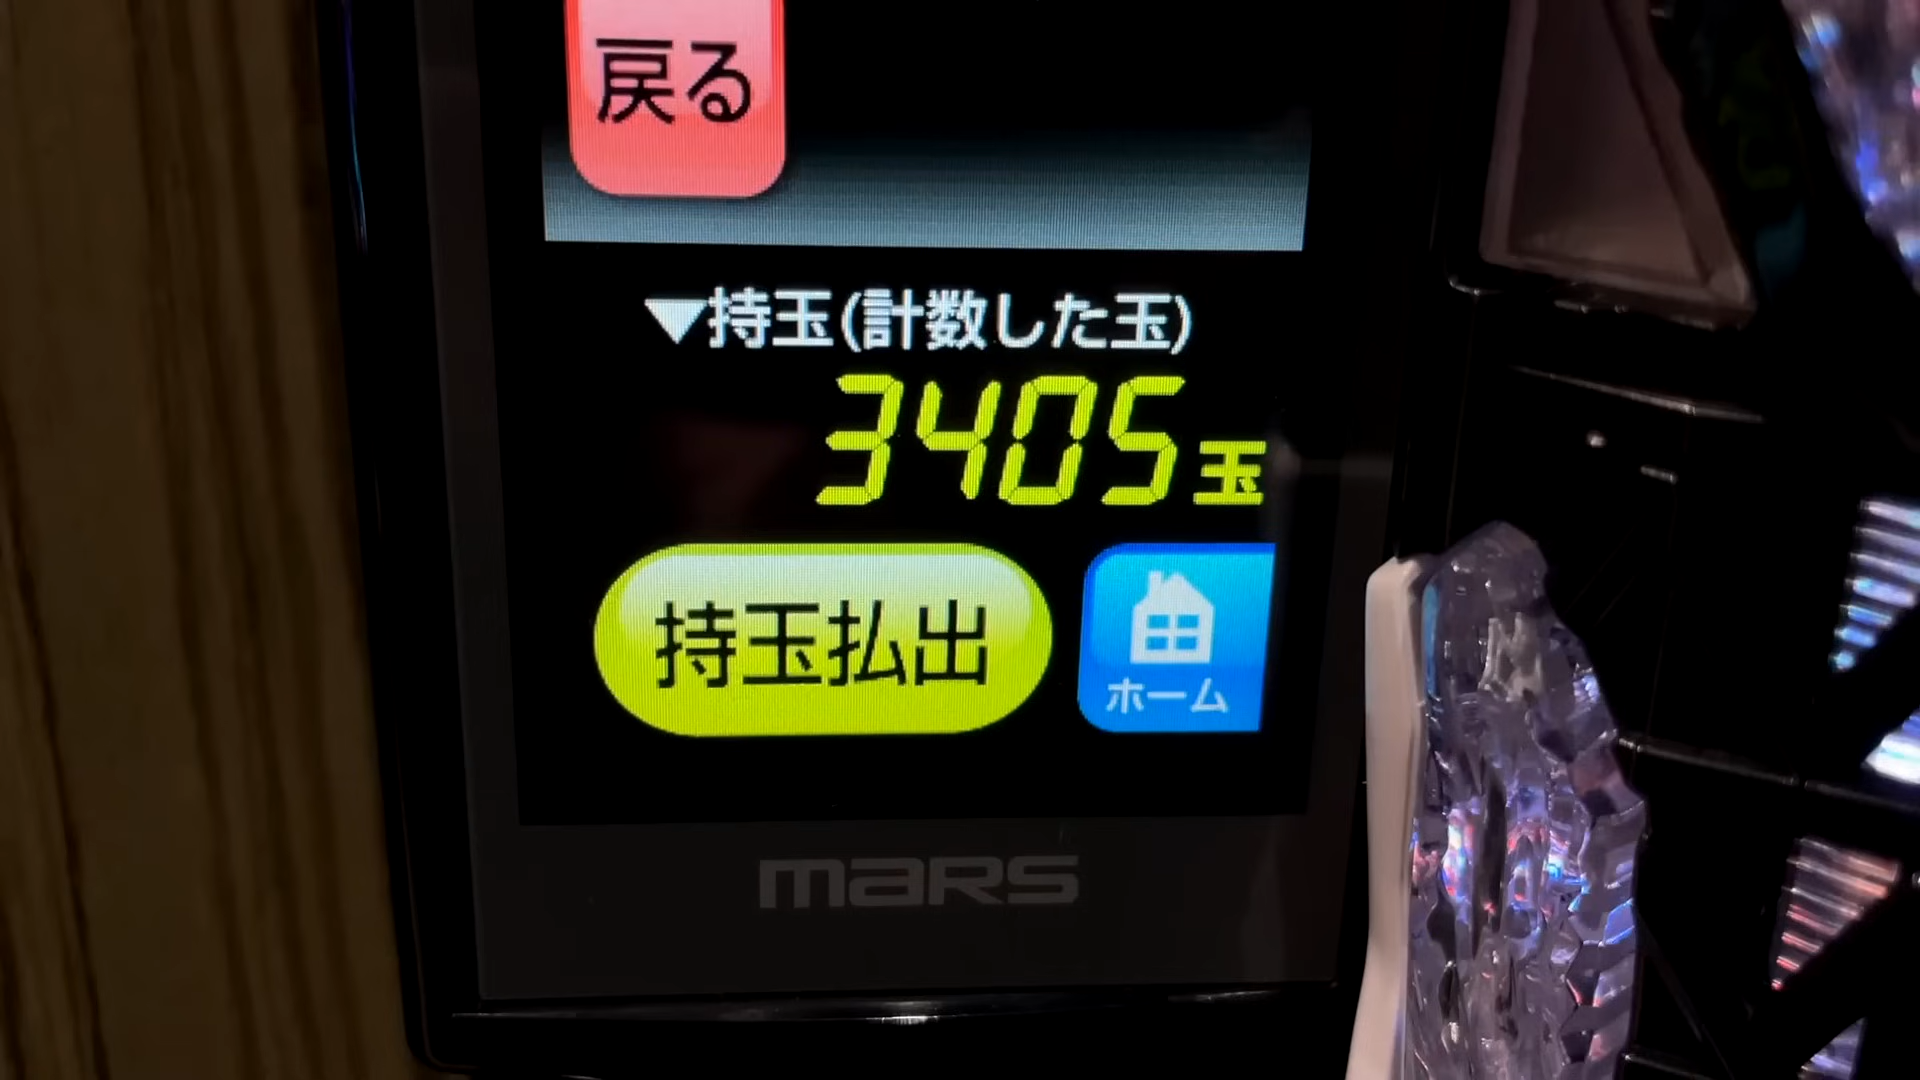 戻る
▼持玉(計数した玉)
3405玉
持玉払出
ホーム
mars